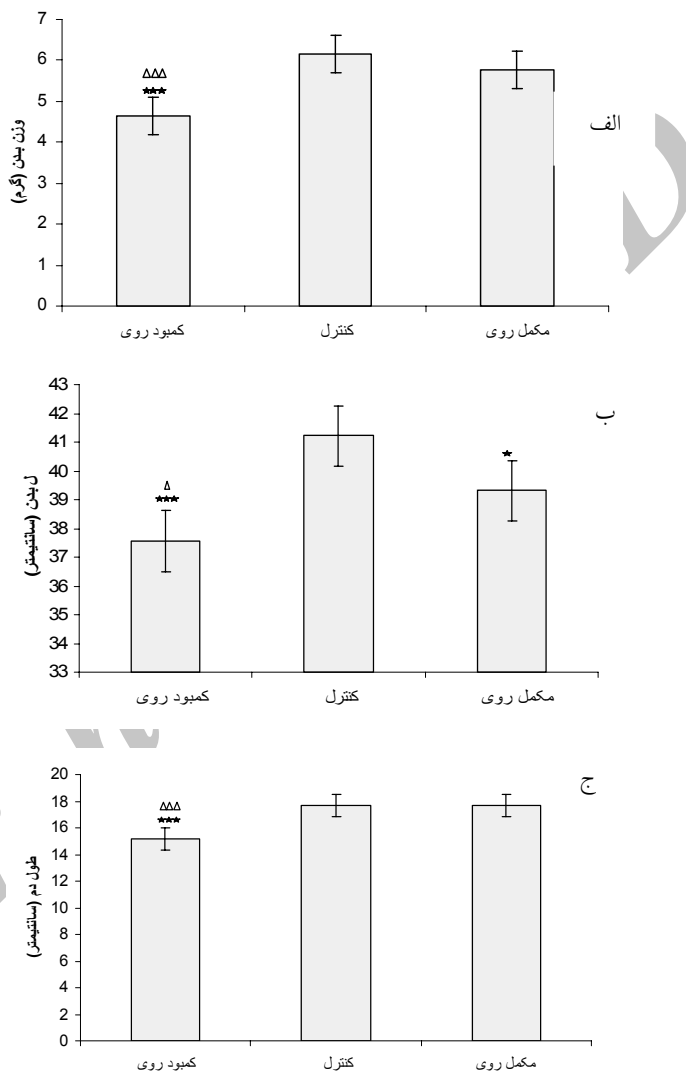 الف
وزن بدن (گرم)
7
6
5
4
3
2
1
0
ΔΔΔ
★★★
کمبود روی
کنترل
مکمل روی
ب
ل بدن (سانتیمتر)
43
42
41
40
39
38
37
36
35
34
33
Δ
★★★
★
کمبود روی
کنترل
مکمل روی
ج
طول دم (سانتیمتر)
20
18
16
14
12
10
8
6
4
2
0
ΔΔΔ
★★★
کمبود روی
کنترل
مکمل روی